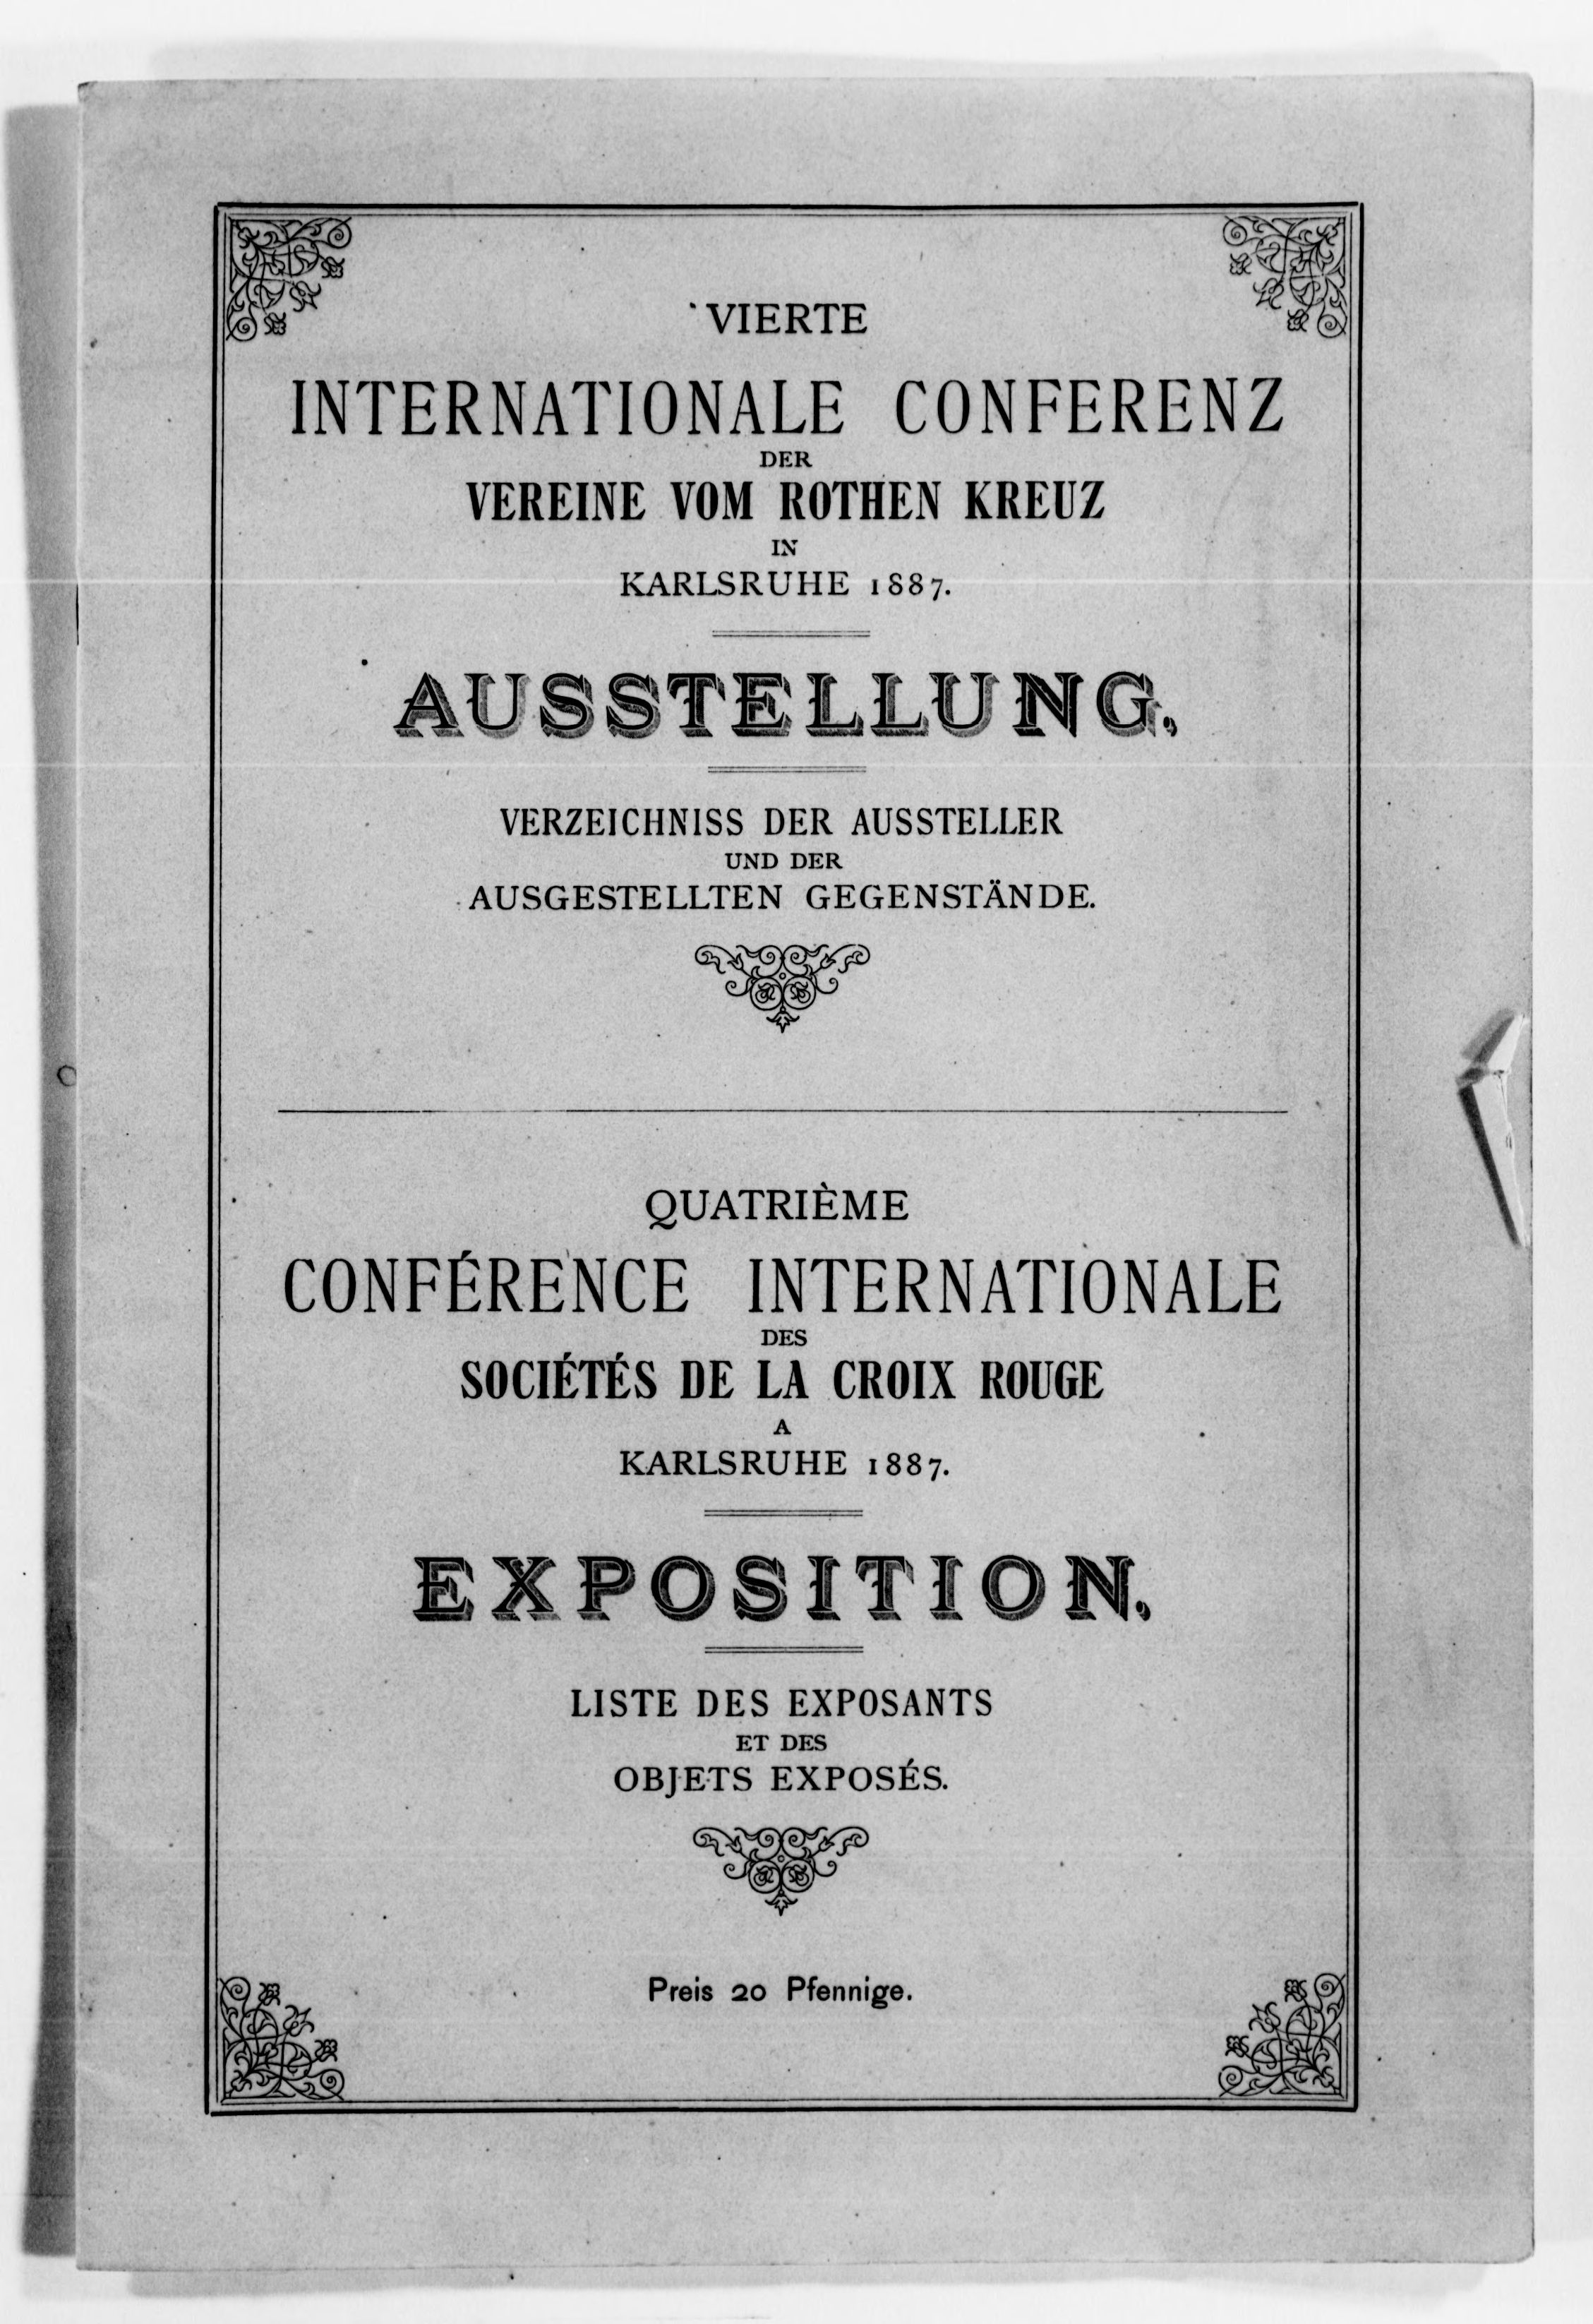 VIERTE
INTERNATIONALE CONFERENZ
DER
VEREINE VOM ROTHEN KREUZ
IN
KARLSRUHE 1887.
AUSSTELLUNG.
VERZEICHNISS DER AUSSTELLER
UND DER
AUSGESTELLTEN GEGENSTÄNDE.
QUATRIÈME
CONFÉRENCE INTERNATIONALE
DES
SOCIÉTÉS DE LA CROIX ROUGE
A
KARLSRUHE 1887.
EXPOSITION.
LISTE DES EXPOSANTS
ET DES
OBJETS EXPOSÉS.
Preis 20 Pfennige.